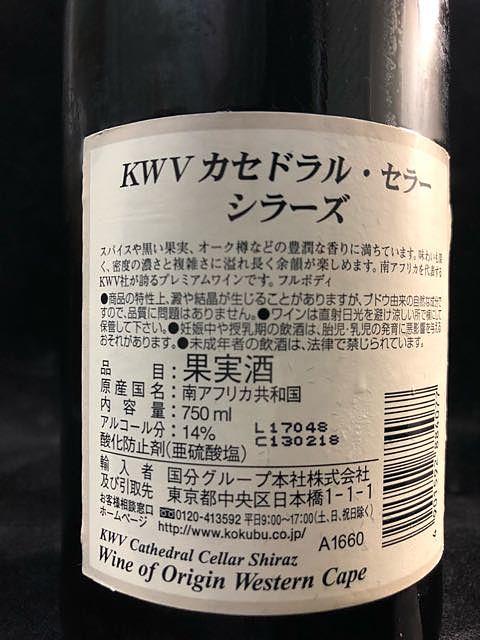 KWV カセドラル・セラー
シラーズ
スパイスや黒い果実、オーク樽などの豊潤な香りに満ちています。味わいも
く、密度の濃さと複雑さに溢れ長く余韻が楽しめます。南アフリカを代表する
KWV社が誇るプレミアムワインです。フルボディ
●商品の特性上、澱や結晶が生じることがありますが、ブドウ由来の自然な成分で
すので、品質に問題はありません。●ワインは直射日光を避け涼しい所で横にして
保管して下さい。●妊娠中や授乳期の飲酒は、胎児・乳児の発育に悪影響を与える
おそれがあります。●未成年者の飲酒は、法律で禁じられています。
品目：果実酒
原産国名：南アフリカ共和国
内容量：750ml
アルコール分：14%
L17048
C130218
酸化防止剤(亜硫酸塩)
輸入者 国分グループ本社株式会社
及び引取先 東京都中央区日本橋1-1-1
お客様相談窓口 0120-413592 平日9:00〜17:00(土、日、祝日除く)
ホームページ http://www.kokubu.co.jp/
A1660
KWV Cathedral Cellar Shiraz
Wine of Origin Western Cape